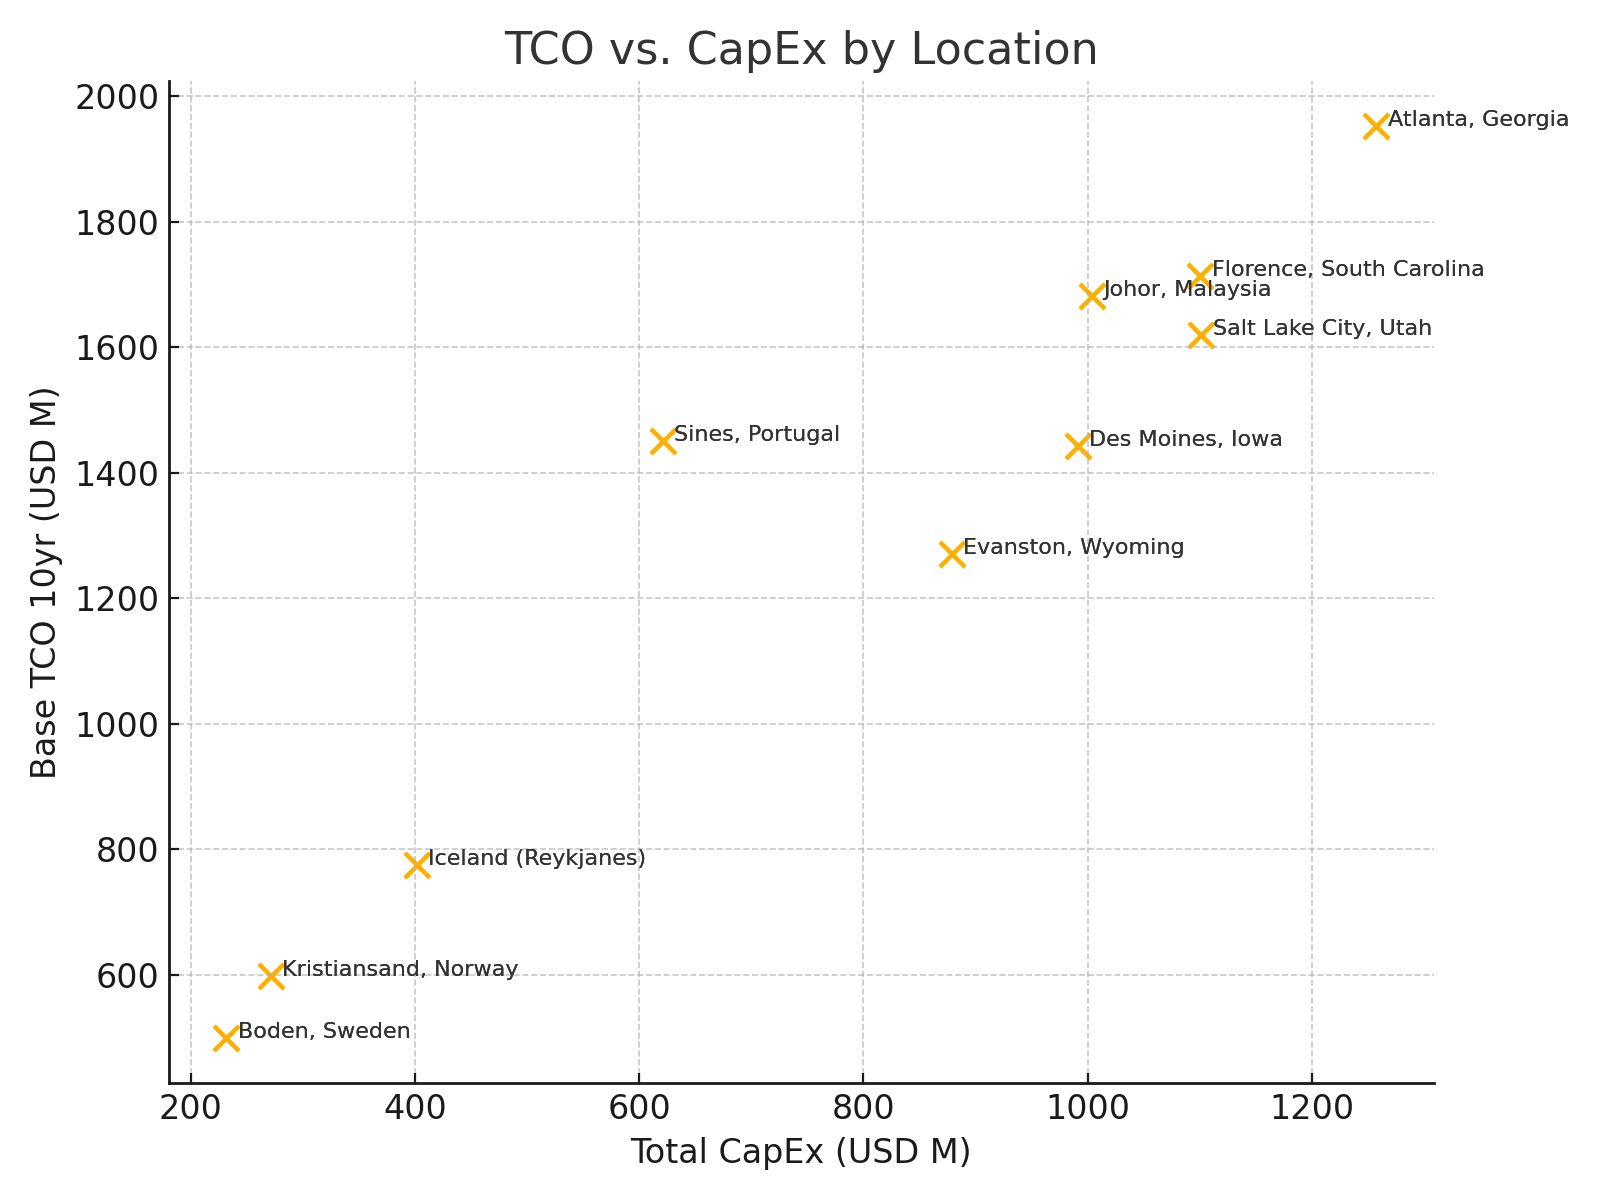 TCO vs. CapEx by Location
2000
Atlanta, Georgia
1800
Florence, South Carolina
Johor, Malaysia
Salt Lake City, Utah
1600
Sines, Portugal
Des Moines, Iowa
1400
Evanston, Wyoming
1200
1000
800
Iceland (Reykjanes)
600
Kristiansand, Norway
Boden, Sweden
Base TCO 10yr (USD M)
200 400 600 800 1000 1200
Total CapEx (USD M)